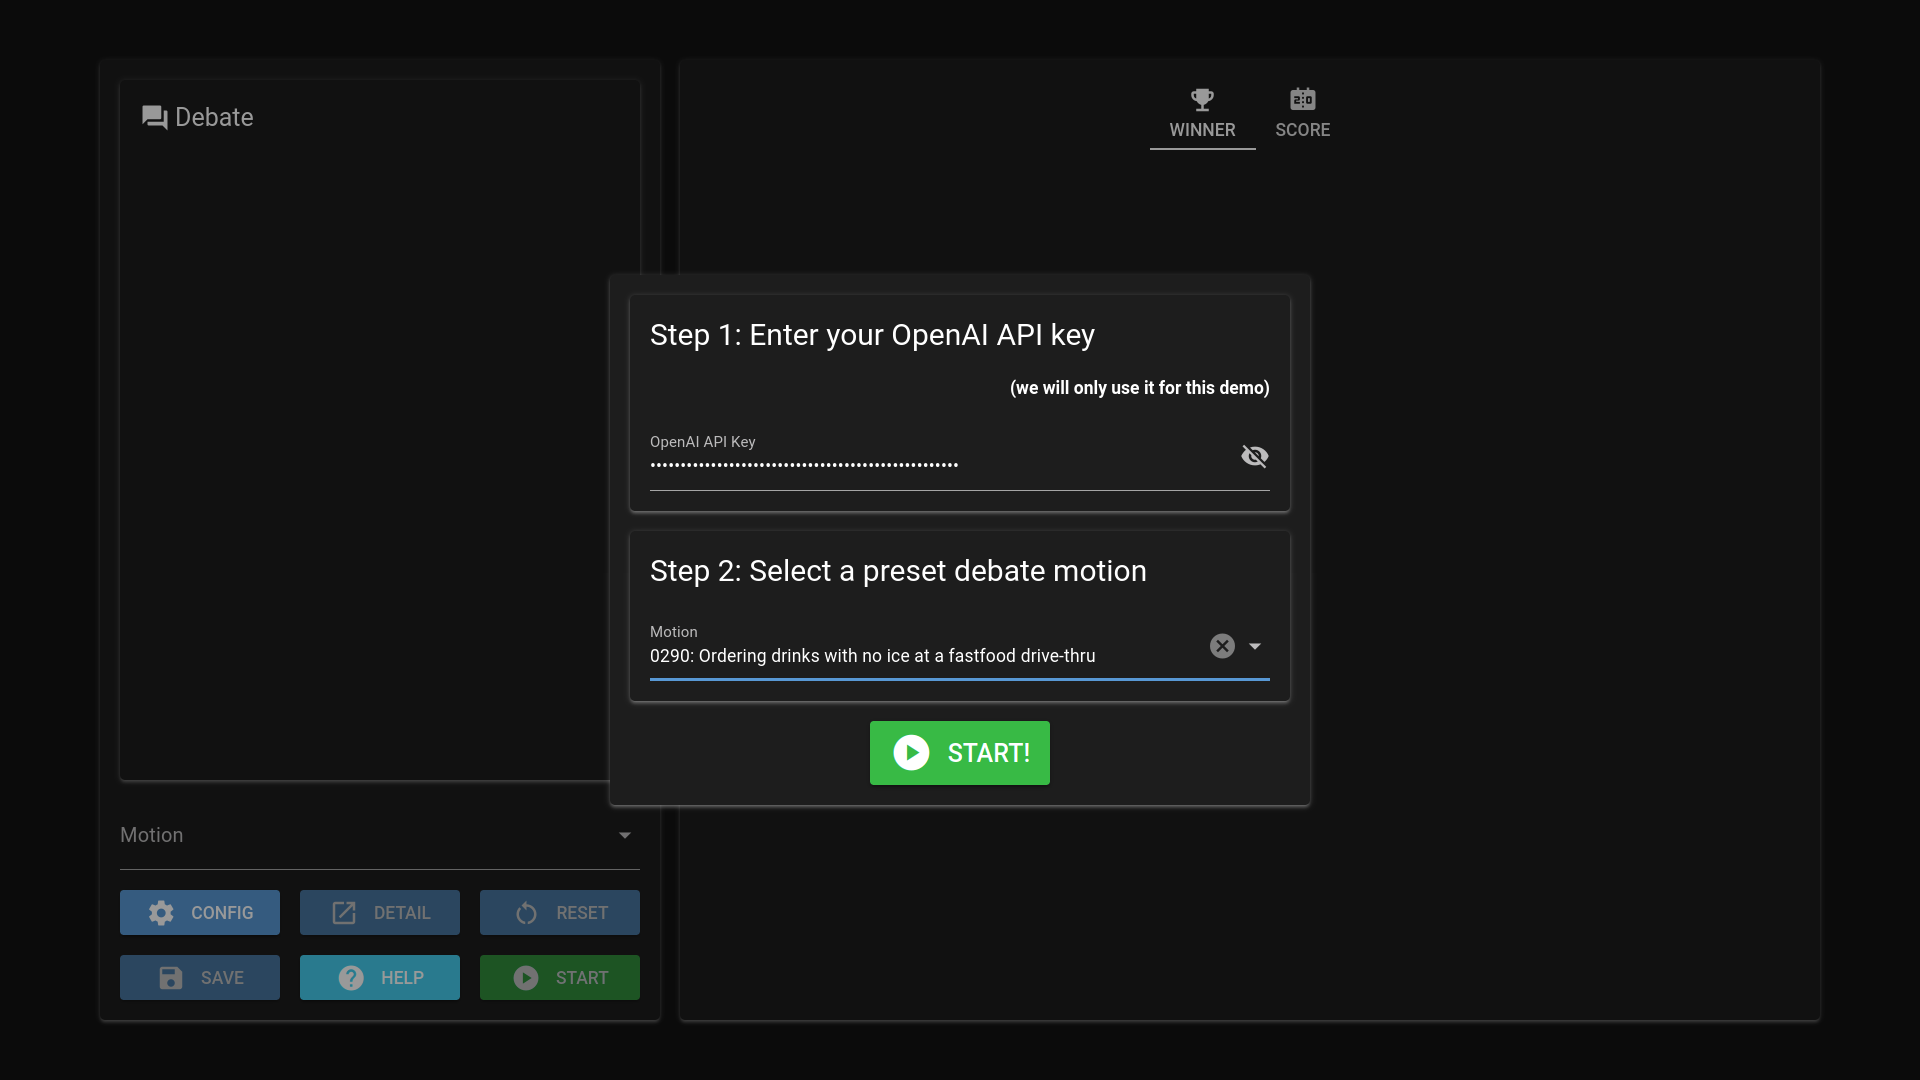 Debate
WINNER
2:0
SCORE
Step 1: Enter your OpenAI API key
(we will only use it for this demo)
OpenAI API Key
Step 2: Select a preset debate motion
Motion
0290: Ordering drinks with no ice at a fastfood drive-thru
START!
Motion
CONFIG
DETAIL
RESET
SAVE
HELP
START